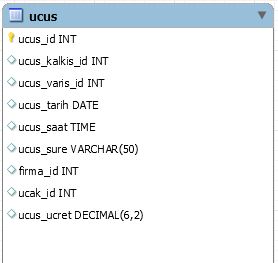 ucus
ucus_id INT
ucus_kalkis_id INT
ucus_varis_id INT
ucus_tarih DATE
ucus_saat TIME
ucus_sure VARCHAR(50)
firma_id INT
ucak_id INT
ucus_ucret DECIMAL(6,2)